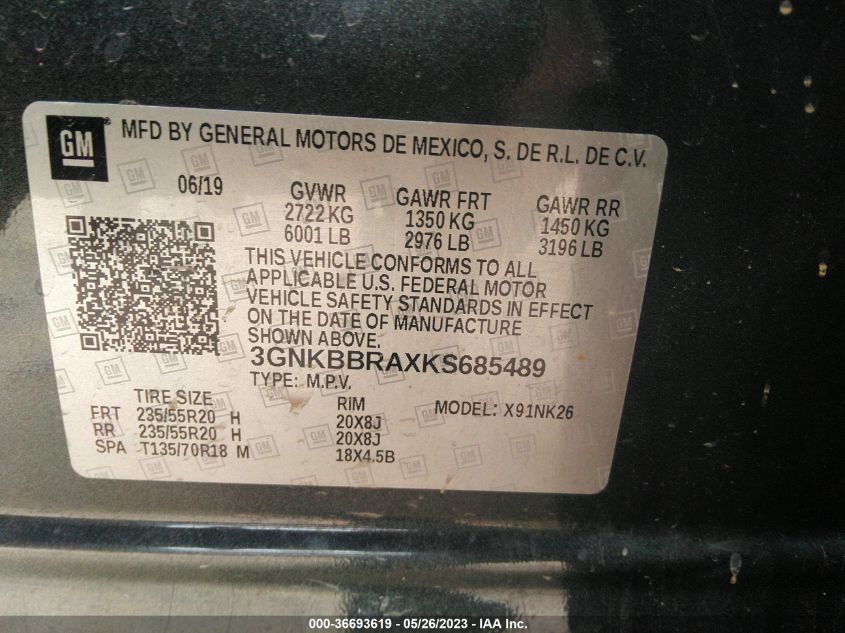 GM
MFD BY GENERAL MOTORS DE MEXICO, S. DE R.L. DE C.V.
06/19 GVWR GAWR FRT GAWR RR
2722 KG 1350 KG 1450 KG
6001 LB 2976 LB 3196 LB
THIS VEHICLE CONFORMS TO ALL
APPLICABLE U.S. FEDERAL MOTOR
VEHICLE SAFETY STANDARDS IN EFFECT
ON THE DATE OF MANUFACTURE
SHOWN ABOVE.
3GNKBBRAXKS685489
TYPE: M.P.V.
TIRE SIZE RIM MODEL: X91NK26
FRT 235/55R20 H 20X8J
RR 235/55R20 H 20X8J
SPA T135/70R18 M 18X4.5B
000-36693619 - 05/26/2023 - IAA Inc.